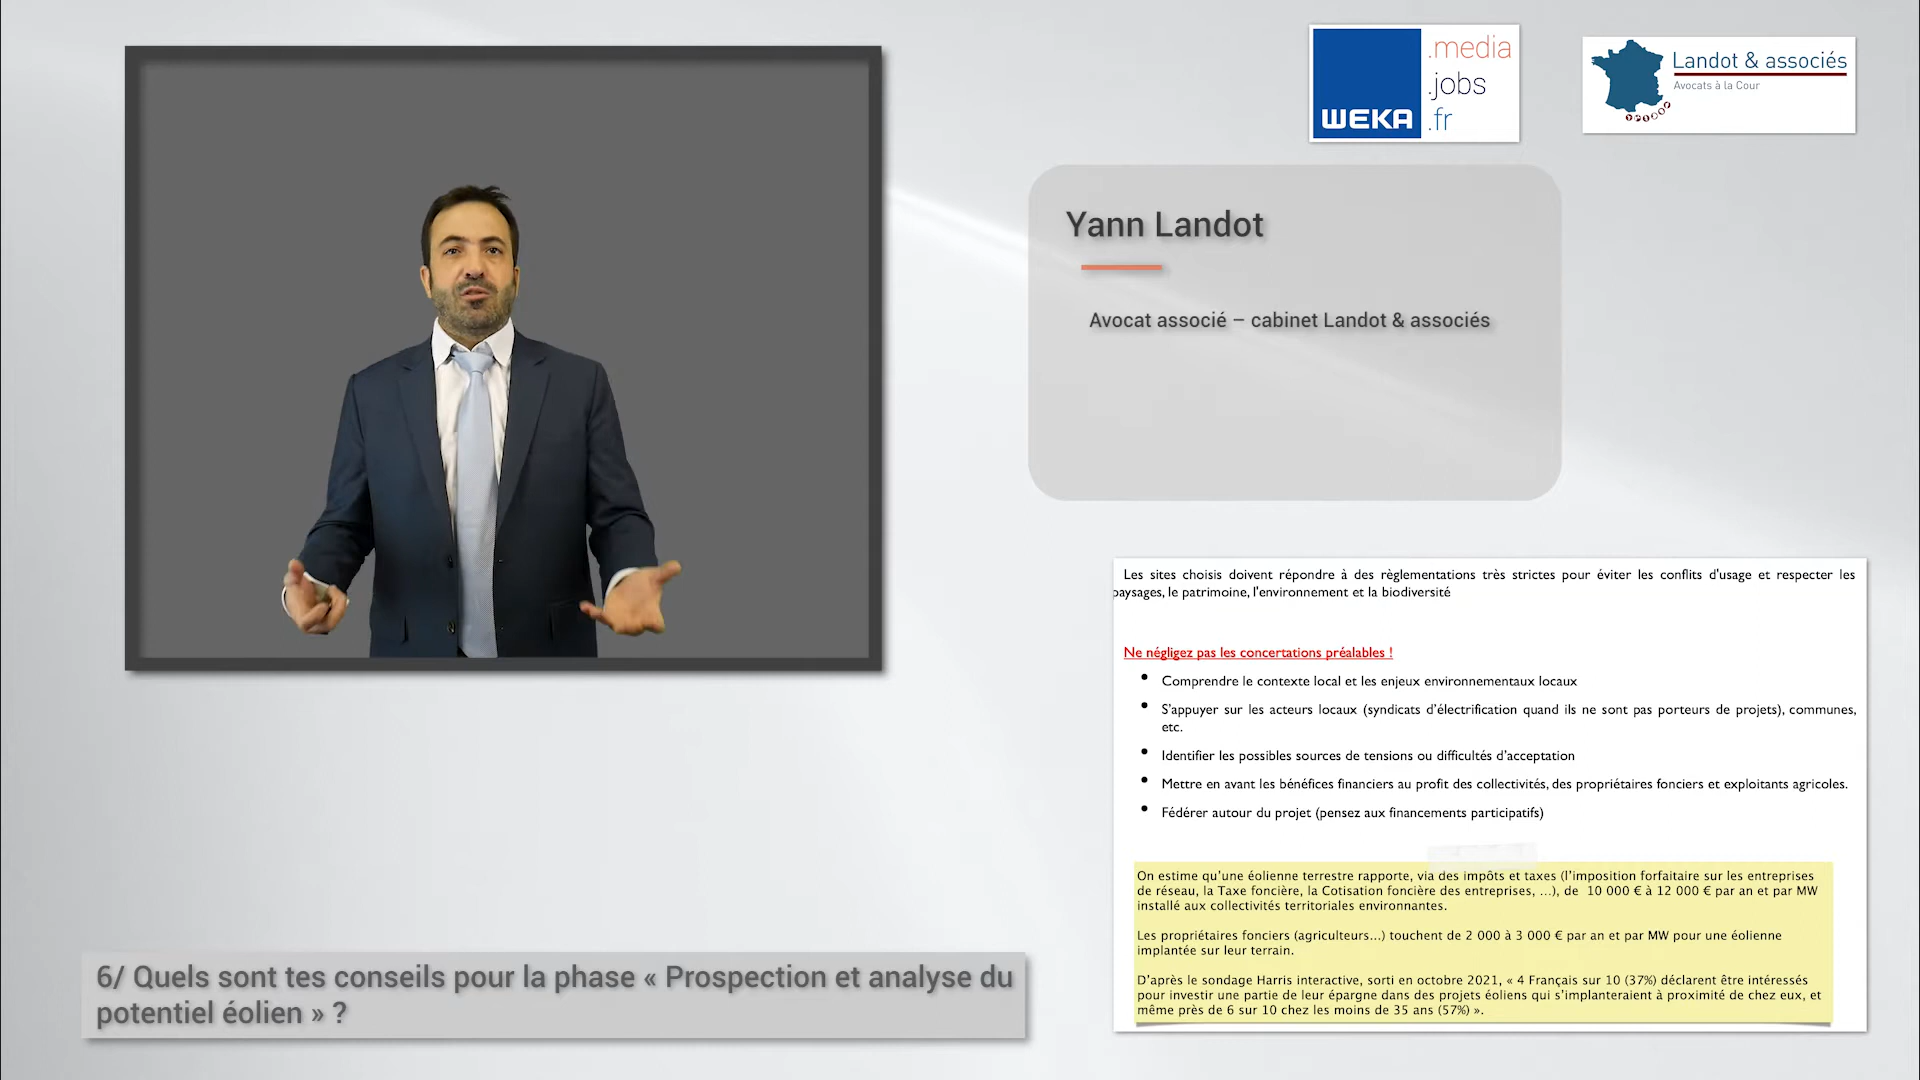 WEKA
.media
.jobs
.fr
Landot & associés
Avocats à la Cour
Yann Landot
Avocat associé – cabinet Landot & associés
Les sites choisis doivent répondre à des règlementations très strictes pour éviter les conflits d'usage et respecter les
paysages, le patrimoine, l'environnement et la biodiversité
Ne négligez pas les concertations préalables !
• Comprendre le contexte local et les enjeux environnementaux locaux
• S'appuyer sur les acteurs locaux (syndicats d'électrification quand ils ne sont pas porteurs de projets), communes,
etc.
• Identifier les possibles sources de tensions ou difficultés d'acceptation
• Mettre en avant les bénéfices financiers au profit des collectivités, des propriétaires fonciers et exploitants agricoles.
• Fédérer autour du projet (pensez aux financements participatifs)
On estime qu'une éolienne terrestre rapporte, via des impôts et taxes (l'imposition forfaitaire sur les entreprises
de réseau, la Taxe foncière, la Cotisation foncière des entreprises, ...), de 10 000 € à 12 000 € par an et par MW
installé aux collectivités territoriales environnantes.
Les propriétaires fonciers (agriculteurs...) touchent de 2 000 à 3 000 € par an et par MW pour une éolienne
implantée sur leur terrain.
D'après le sondage Harris interactive, sorti en octobre 2021, « 4 Français sur 10 (37%) déclarent être intéressés
pour investir une partie de leur épargne dans des projets éoliens qui s'implanteraient à proximité de chez eux, et
même près de 6 sur 10 chez les moins de 35 ans (57%) ».
6/ Quels sont tes conseils pour la phase « Prospection et analyse du
potentiel éolien » ?